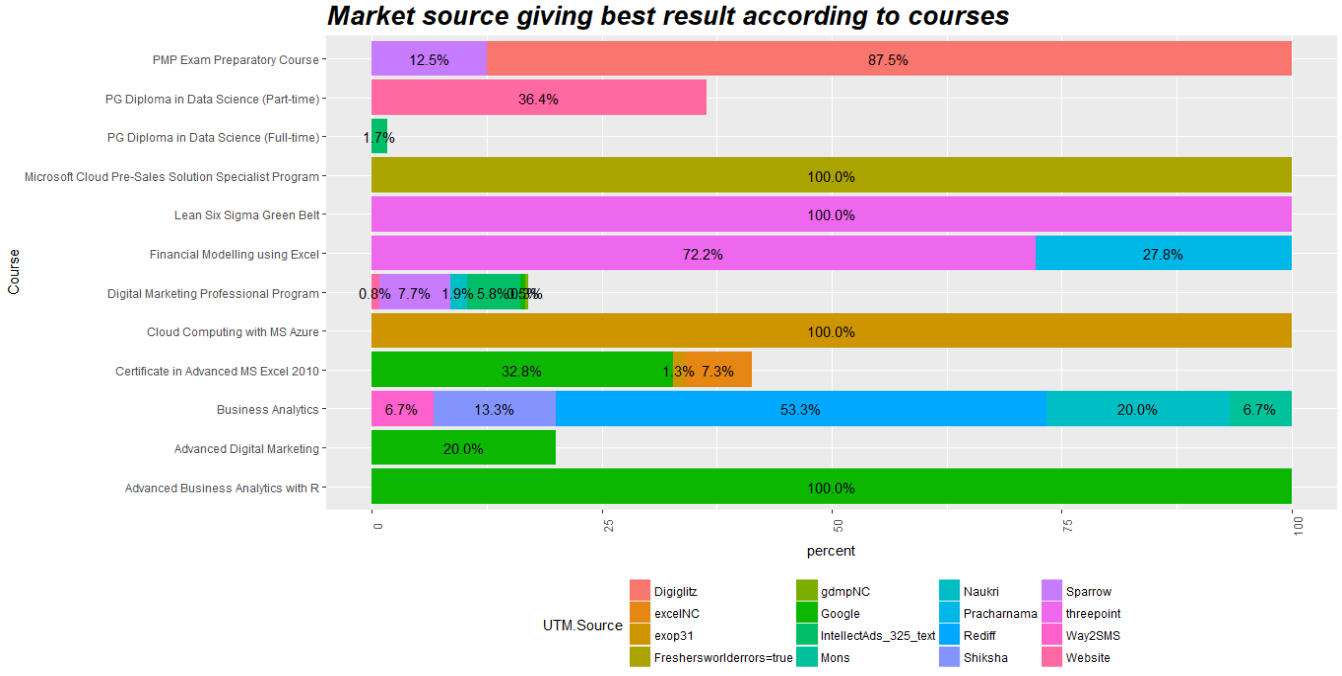 Market source giving best result according to courses
Course
PMP Exam Preparatory Course 12.5% 87.5%
PG Diploma in Data Science (Part-time) 36.4%
PG Diploma in Data Science (Full-time) 1.7%
Microsoft Cloud Pre-Sales Solution Specialist Program 100.0%
Lean Six Sigma Green Belt 100.0%
Financial Modelling using Excel 72.2% 27.8%
Digital Marketing Professional Program 0.8% 7.7% 1.9% 5.8%
Cloud Computing with MS Azure 100.0%
Certificate in Advanced MS Excel 2010 32.8% 1.3% 7.3%
Business Analytics 6.7% 13.3% 53.3% 20.0% 6.7%
Advanced Digital Marketing 20.0%
Advanced Business Analytics with R 100.0%
0 25 50 75 100
percent
UTM.Source
Digiglitz gdmpNC Naukri Sparrow
excelNC Google Pracharnama threepoint
exop31 IntellectAds_325_text Rediff Way2SMS
Freshersworlderrors=true Mons Shiksha Website